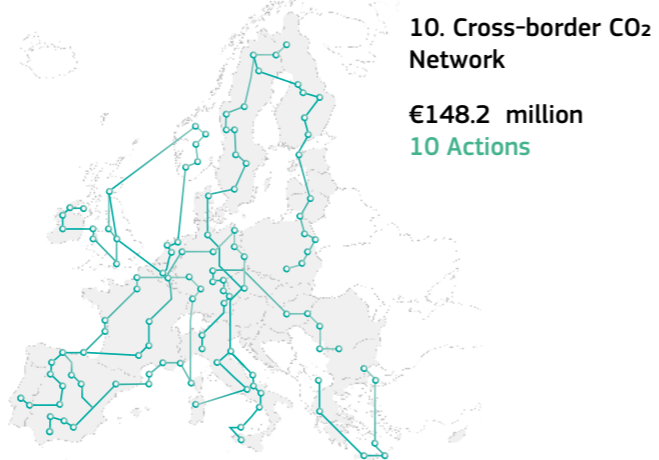 10. Cross-border CO₂
Network
€148.2 million
10 Actions